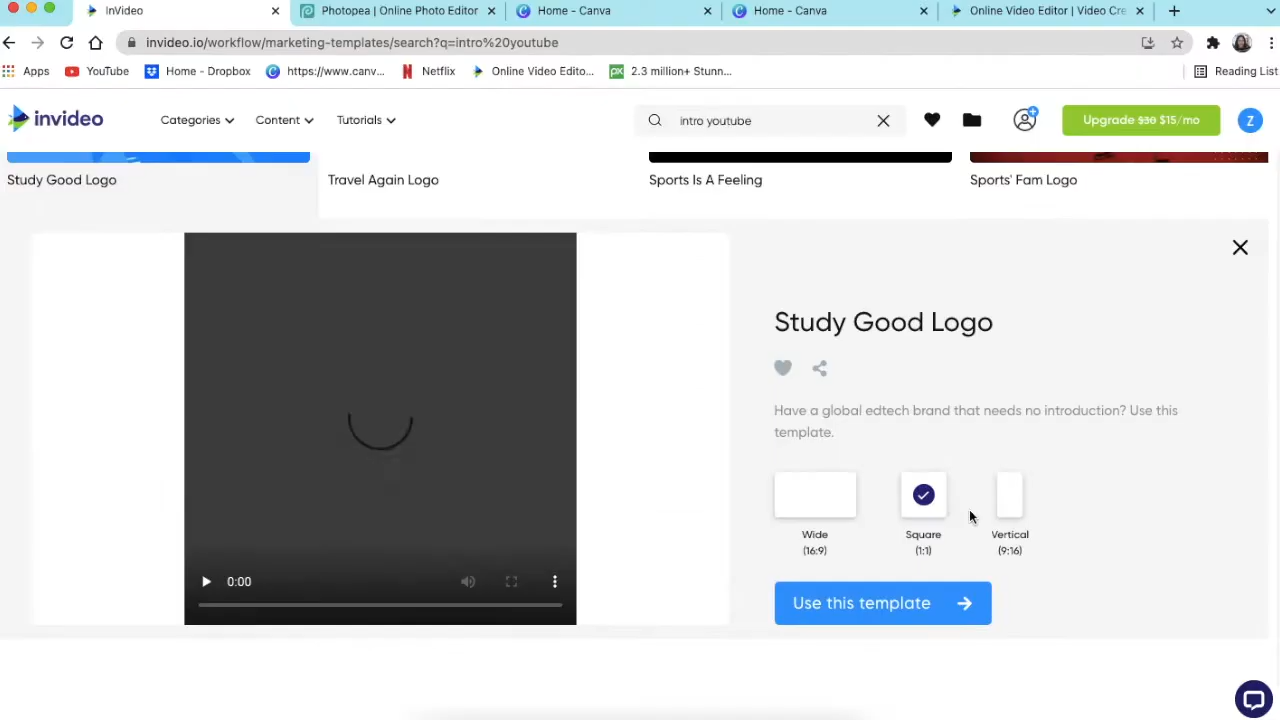 InVideo
Photopea | Online Photo Editor
Home - Canva
Home - Canva
Online Video Editor | Video Cre
invideo.io/workflow/marketing-templates/search?q=intro%20youtube
Apps
YouTube
Home - Dropbox
https://www.canv...
Netflix
Online Video Edito...
px
2.3 million+ Stunn...
Reading List
invideo
Categories
Content
Tutorials
intro youtube
Upgrade $30 $15/mo
Z
Study Good Logo
Travel Again Logo
Sports Is A Feeling
Sports' Fam Logo
Study Good Logo
Have a global edtech brand that needs no introduction? Use this
template.
Wide
(16:9)
Square
(1:1)
Vertical
(9:16)
0:00
Use this template